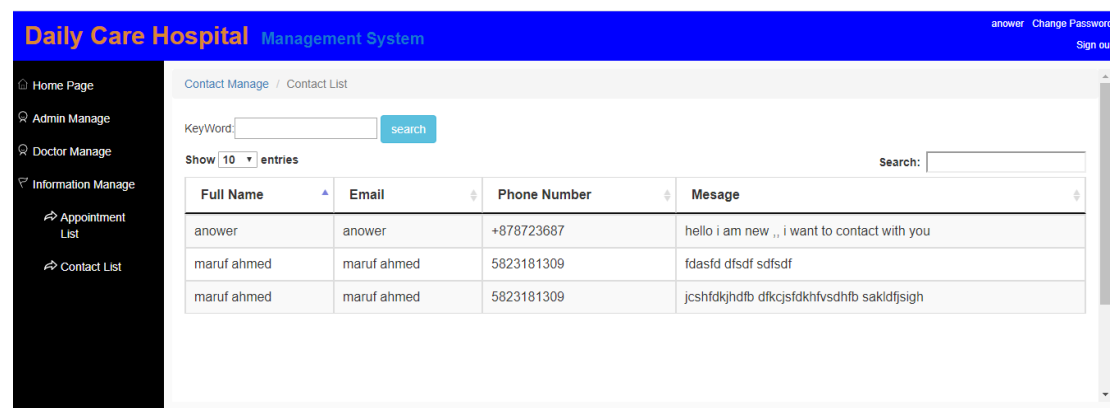 Daily Care Hospital Management System
anower Change Password
Sign ou
Home Page
Admin Manage
Doctor Manage
Information Manage
Appointment
List
Contact List
Contact Manage / Contact List
KeyWord: search
Show 10 entries
Search:
Full Name Email Phone Number Mesage
anower anower +878723687 hello i am new ,, i want to contact with you
maruf ahmed maruf ahmed 5823181309 fdasfd dfsdf sdfsdf
maruf ahmed maruf ahmed 5823181309 jcshfdkjhdfb dfkcjsfdkhfvsdhfb sakldfjsigh